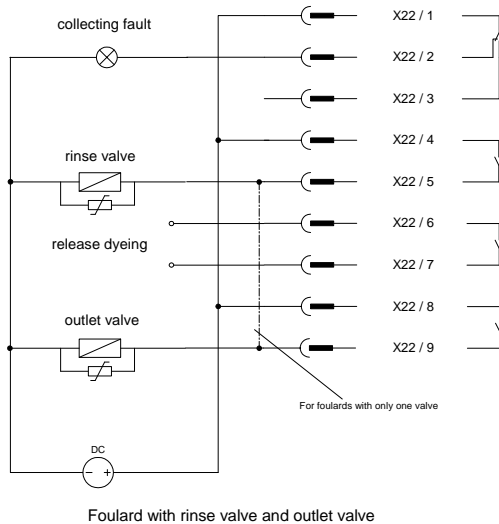 collecting fault
X22 / 1
X22 / 2
X22 / 3
X22 / 4
rinse valve
X22 / 5
X22 / 6
release dyeing
X22 / 7
X22 / 8
outlet valve
X22 / 9
For foulards with only one valve
DC
− +
Foulard with rinse valve and outlet valve